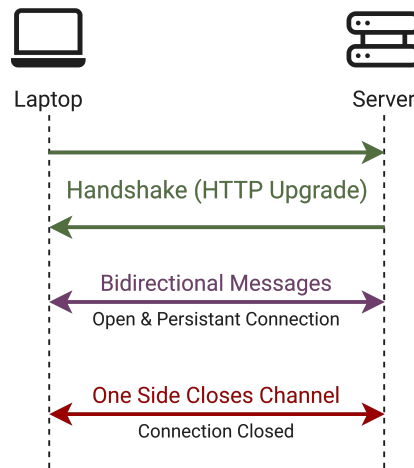 Laptop
Server
Handshake (HTTP Upgrade)
Bidirectional Messages
Open & Persistant Connection
One Side Closes Channel
Connection Closed